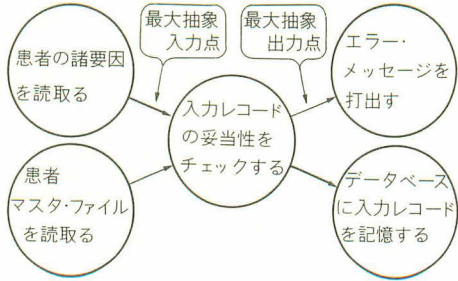 患者の諸要因
を読取る
最大抽象
入力点
最大抽象
出力点
エラー・
メッセージを
打出す
入力レコード
の妥当性を
チェックする
患者
マスタ・ファイル
を読取る
データベース
に入力レコード
を記憶する